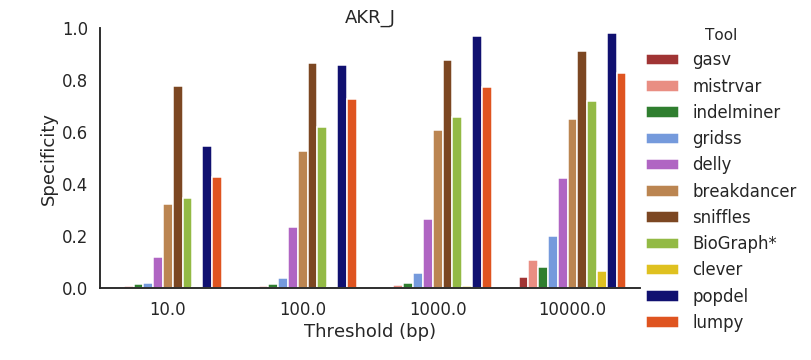 AKR_J
Specificity
1.0
0.8
0.6
0.4
0.2
0.0
10.0
100.0
1000.0
10000.0
Threshold (bp)
Tool
gasv
mistrvar
indelminer
gridss
delly
breakdancer
sniffles
BioGraph*
clever
popdel
lumpy